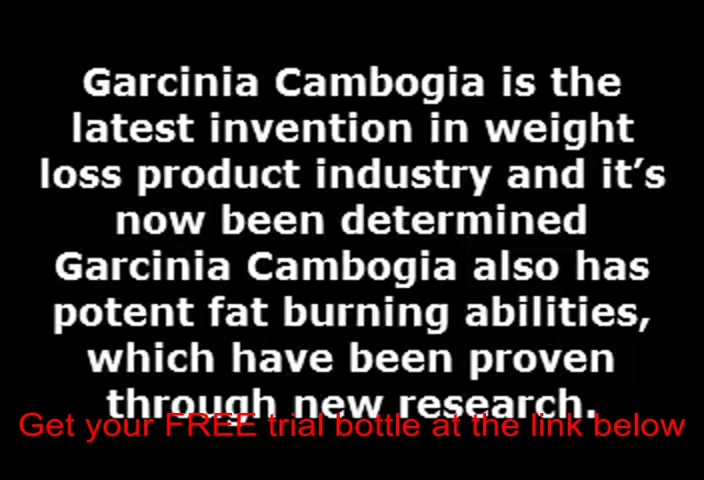 Garcinia Cambogia is the
latest invention in weight
loss product industry and it’s
now been determined
Garcinia Cambogia also has
potent fat burning abilities,
which have been proven
through new research.
Get your FREE trial bottle at the link below